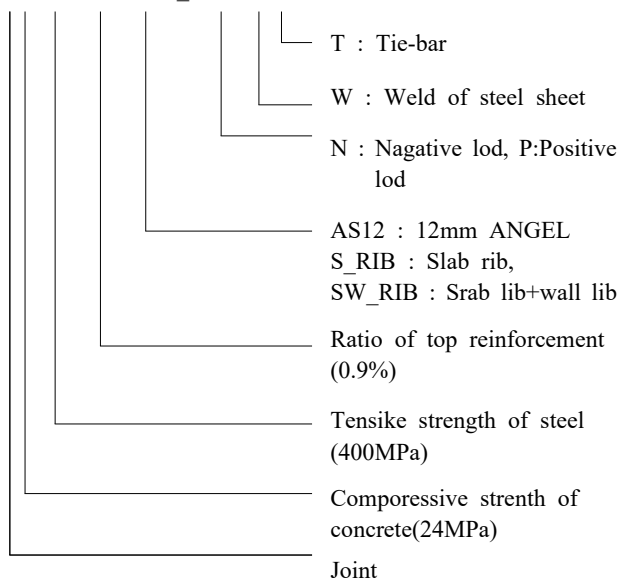 T : Tie-bar
W : Weld of steel sheet
N : Nagative lod, P:Positive
lod
AS12 : 12mm ANGEL
S_RIB : Slab rib,
SW_RIB : Srab lib+wall lib
Ratio of top reinforcement
(0.9%)
Tensike strength of steel
(400MPa)
Comporessive strenth of
concrete(24MPa)
Joint